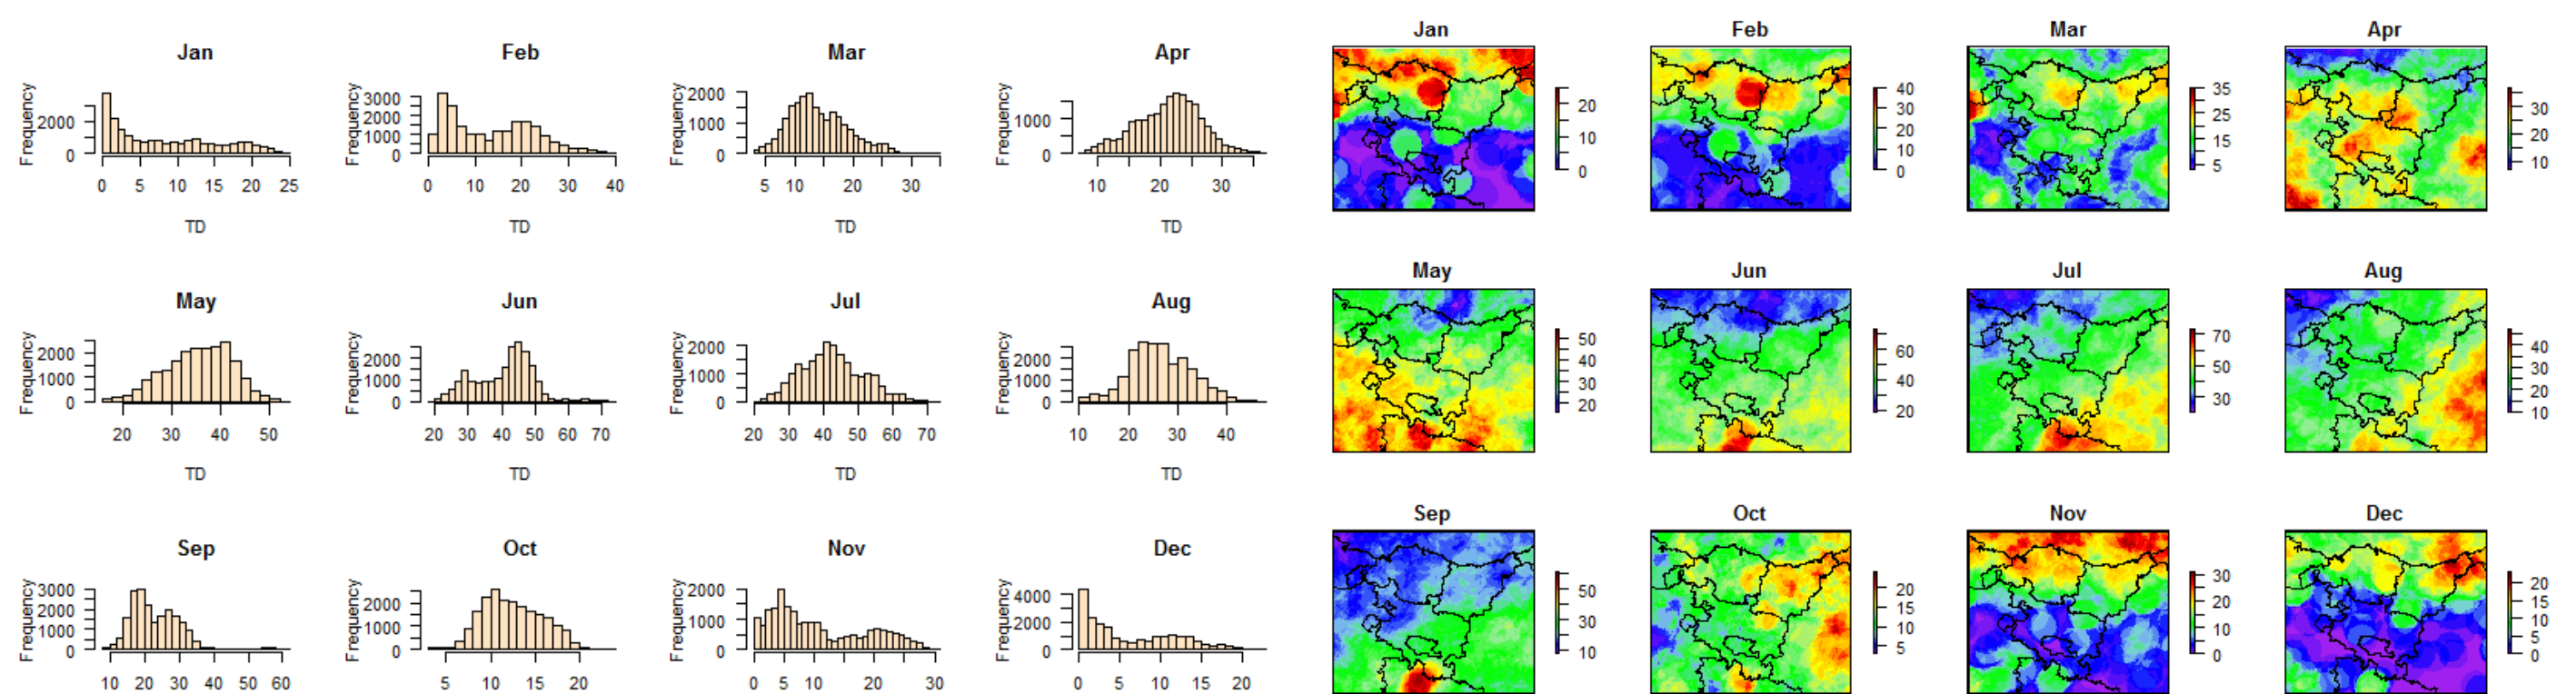 Jan
Frequency
2000
0
0 5 10 15 20 25
TD
Feb
Frequency
3000
2000
1000
0
0 10 20 30 40
TD
Mar
Frequency
2000
1000
0
5 10 20 30
TD
Apr
Frequency
1000
0
10 20 30
TD
Jan
20
10
0
Feb
40
30
20
10
0
Mar
35
25
15
5
Apr
30
20
10
May
Frequency
2000
1000
0
20 30 40 50
TD
Jun
Frequency
2000
1000
0
20 30 40 50 60 70
TD
Jul
Frequency
2000
1000
0
20 30 40 50 60 70
TD
Aug
Frequency
2000
1000
0
10 20 30 40
TD
May
50
40
30
20
Jun
60
40
20
Jul
70
50
30
Aug
40
30
20
10
Sep
Frequency
3000
2000
1000
0
10 20 30 40 50 60
Oct
Frequency
2000
1000
0
5 10 15 20
Nov
Frequency
2000
1000
0
0 5 10 20 30
Dec
Frequency
4000
2000
0
0 5 10 15 20
Sep
50
30
10
Oct
20
15
10
5
Nov
30
20
10
0
Dec
20
15
10
5
0